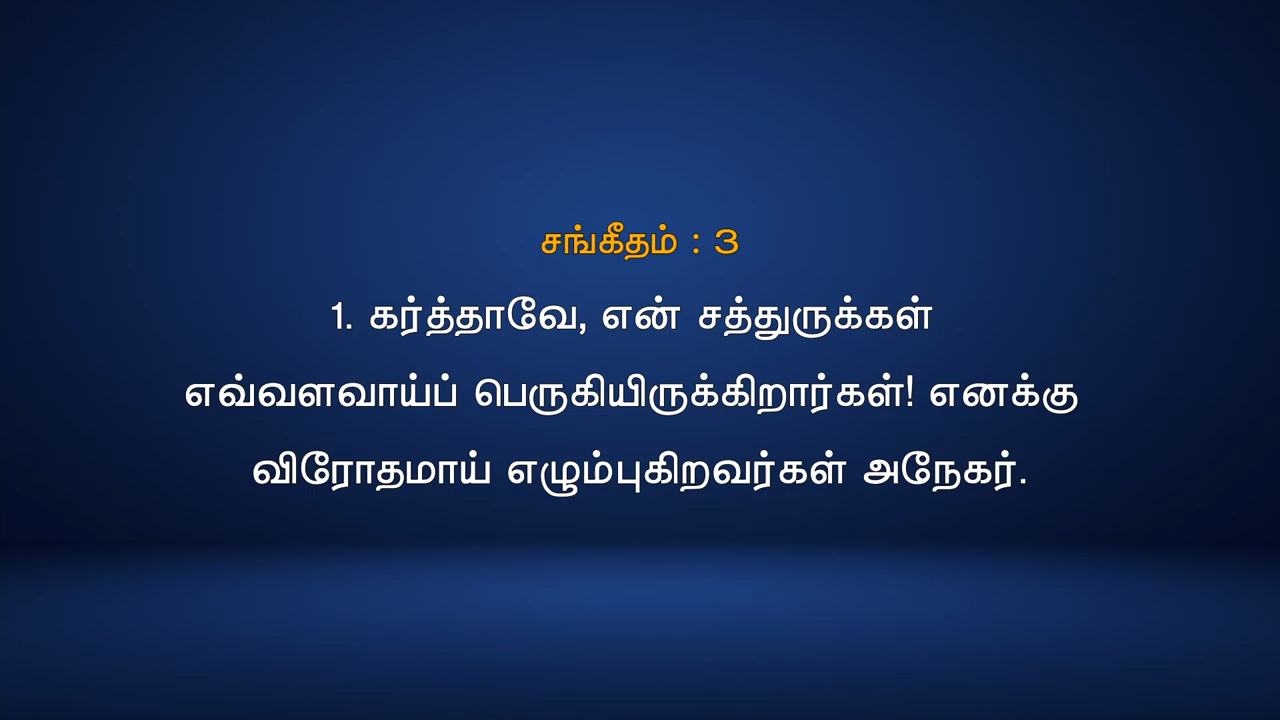 சங்கீதம் : 3
1. கர்த்தாவே, என் சத்துருக்கள்
எவ்வளவாய்ப் பெருகியிருக்கிறார்கள்! எனக்கு
விரோதமாய் எழும்புகிறவர்கள் அநேகர்.